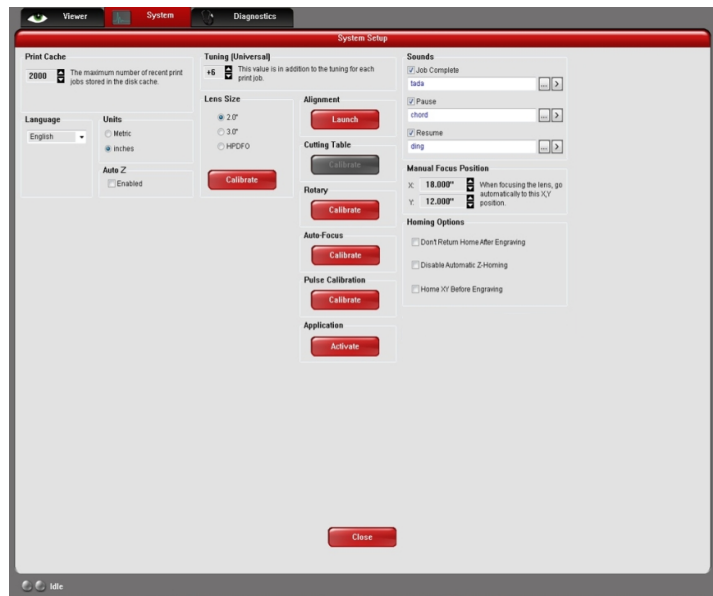 Viewer
System
Diagnostics
System Setup
Print Cache
2000
The maximum number of recent print
jobs stored in the disk cache.
Language
English
Units
Metric
inches
Auto Z
Enabled
Tuning (Universal)
+6
This value is in addition to the tuning for each
print job.
Lens Size
2.0"
3.0"
HPDFO
Calibrate
Alignment
Launch
Cutting Table
Calibrate
Rotary
Calibrate
Auto-Focus
Calibrate
Pulse Calibration
Calibrate
Application
Activate
Sounds
Job Complete
tada
...
>
Pause
chord
...
>
Resume
ding
...
>
Manual Focus Position
X: 18.000"
Y: 12.000"
When focusing the lens, go
automatically to this X,Y
position.
Homing Options
Don't Return Home After Engraving
Disable Automatic Z-Homing
Home XY Before Engraving
Close
Idle